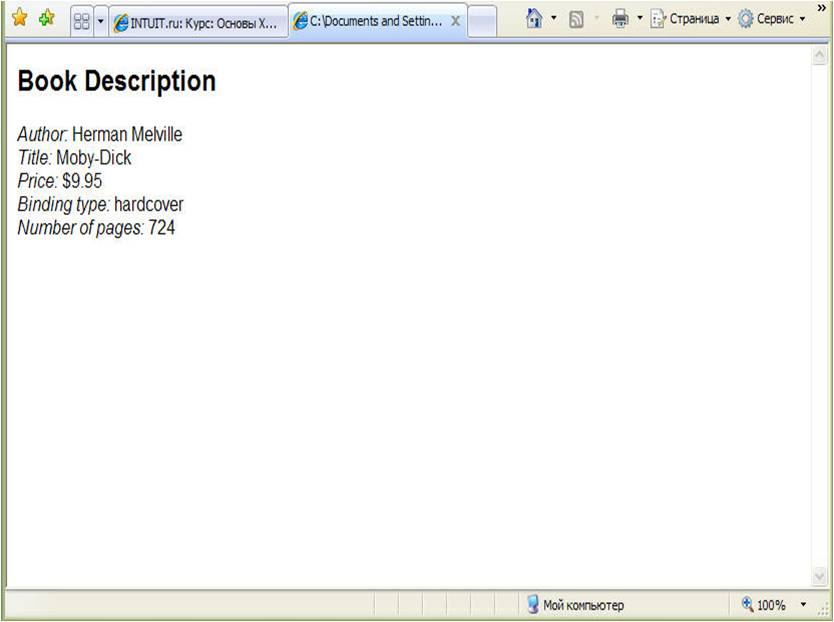 INTUIT.ru: Курс: Основы X...
C:\Documents and Settin...
Страница
Сервис
Book Description
Author: Herman Melville
Title: Moby-Dick
Price: $9.95
Binding type: hardcover
Number of pages: 724
Мой компьютер
100%